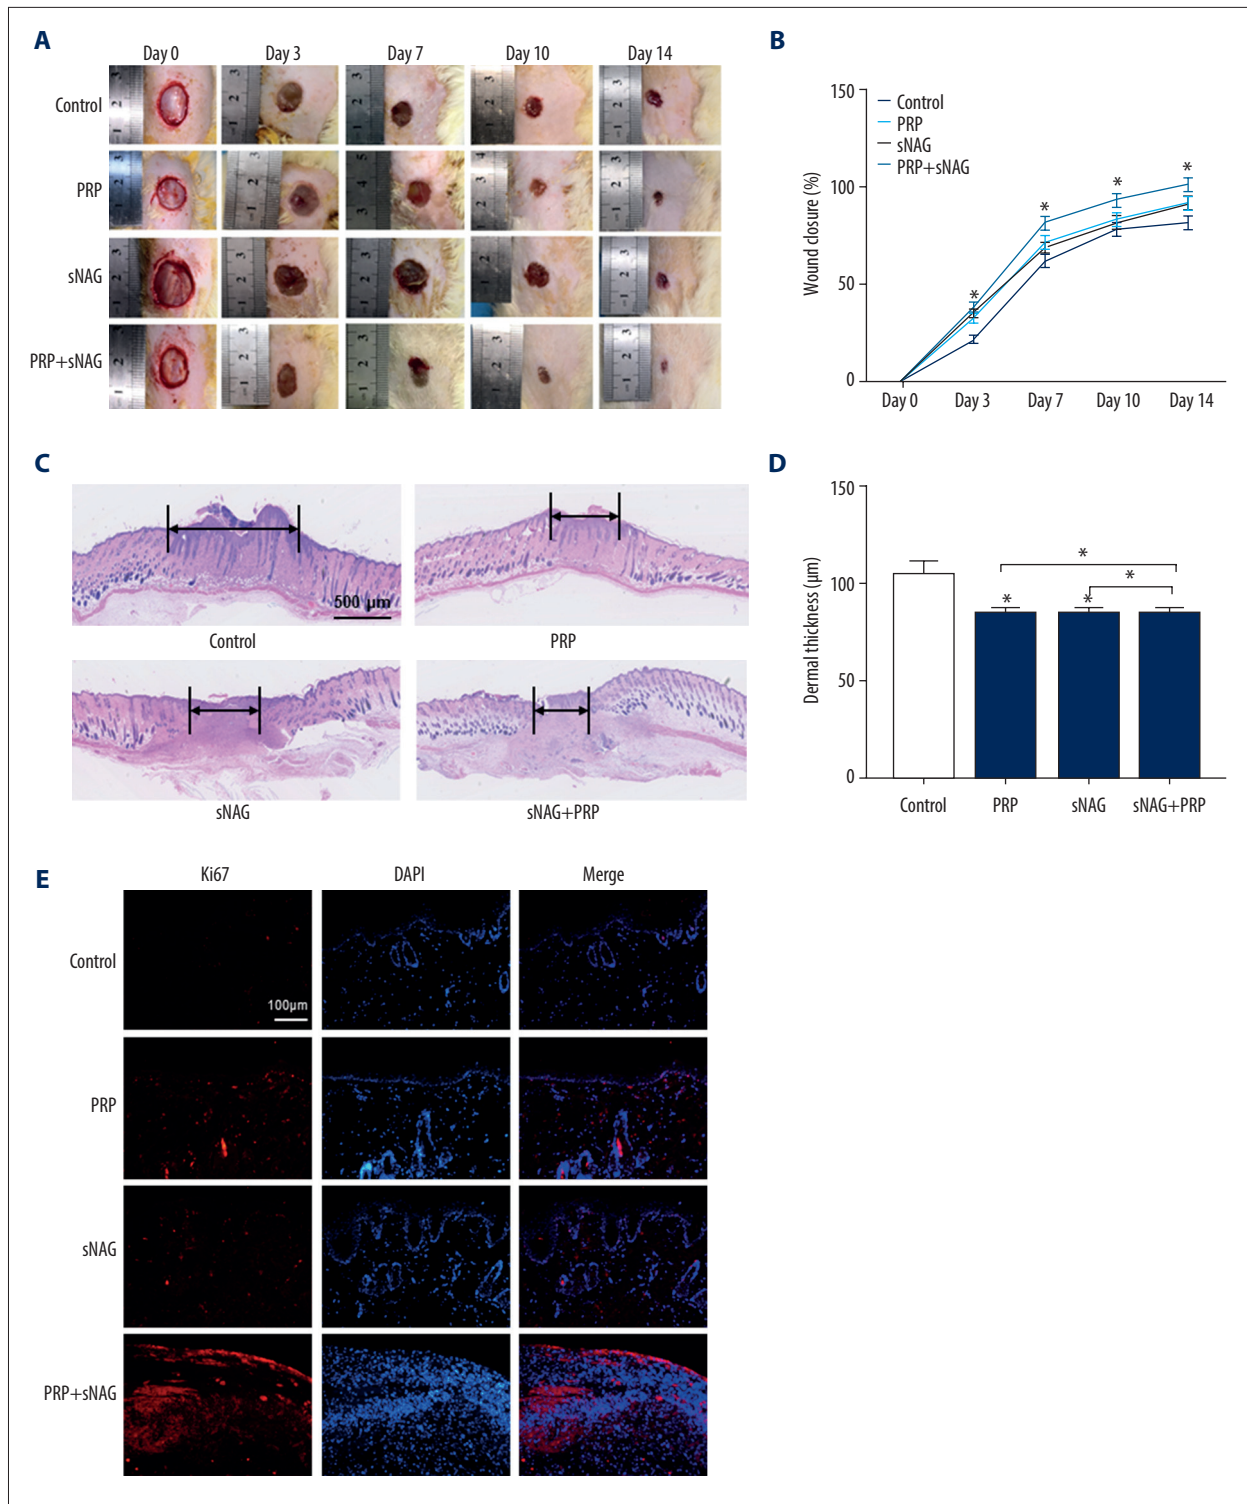 A
Day 0 Day 3 Day 7 Day 10 Day 14
Control
PRP
sNAG
PRP+sNAG
B
150
100
50
0
Wound closure (%)
Control
PRP
sNAG
PRP+sNAG
* * * *
Day 0 Day 3 Day 7 Day 10 Day 14
C
500 µm
Control PRP
sNAG sNAG+PRP
D
150
100
50
0
Dermal thickness (µm)
*
*
* *
Control PRP sNAG sNAG+PRP
E
Ki67 DAPI Merge
Control
100µm
PRP
sNAG
PRP+sNAG